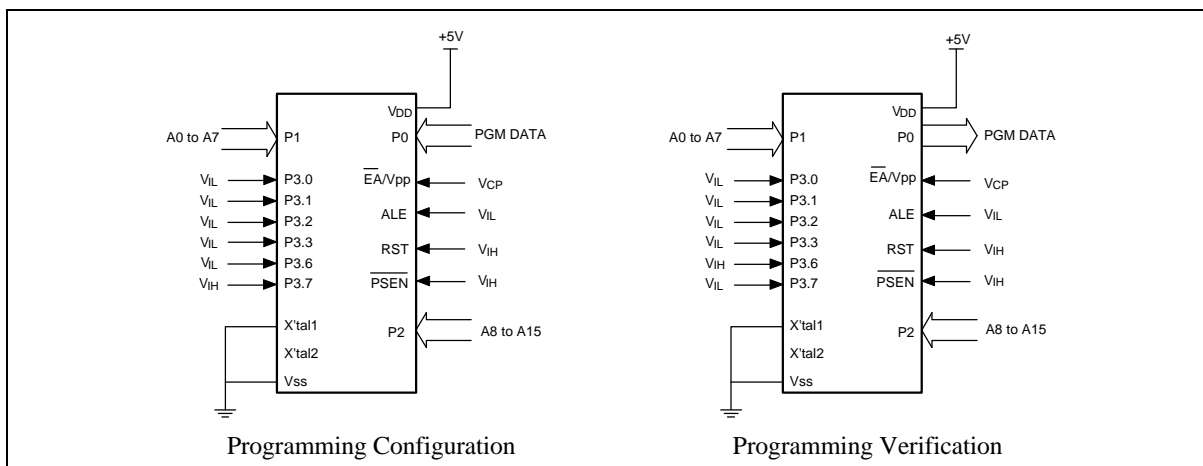 +5V
VDD
A0 to A7
P1
P0
PGM DATA
VIL
P3.0
EA/Vpp
VCP
VIL
P3.1
VIL
P3.2
ALE
VIL
VIL
P3.3
RST
VIH
VIL
P3.6
VIH
P3.7
PSEN
VIH
X'tal1
P2
A8 to A15
X'tal2
Vss
Programming Configuration
+5V
VDD
A0 to A7
P1
P0
PGM DATA
VIL
P3.0
EA/Vpp
VCP
VIL
P3.1
VIL
P3.2
ALE
VIL
VIL
P3.3
RST
VIH
VIH
P3.6
VIL
P3.7
PSEN
VIH
X'tal1
P2
A8 to A15
X'tal2
Vss
Programming Verification